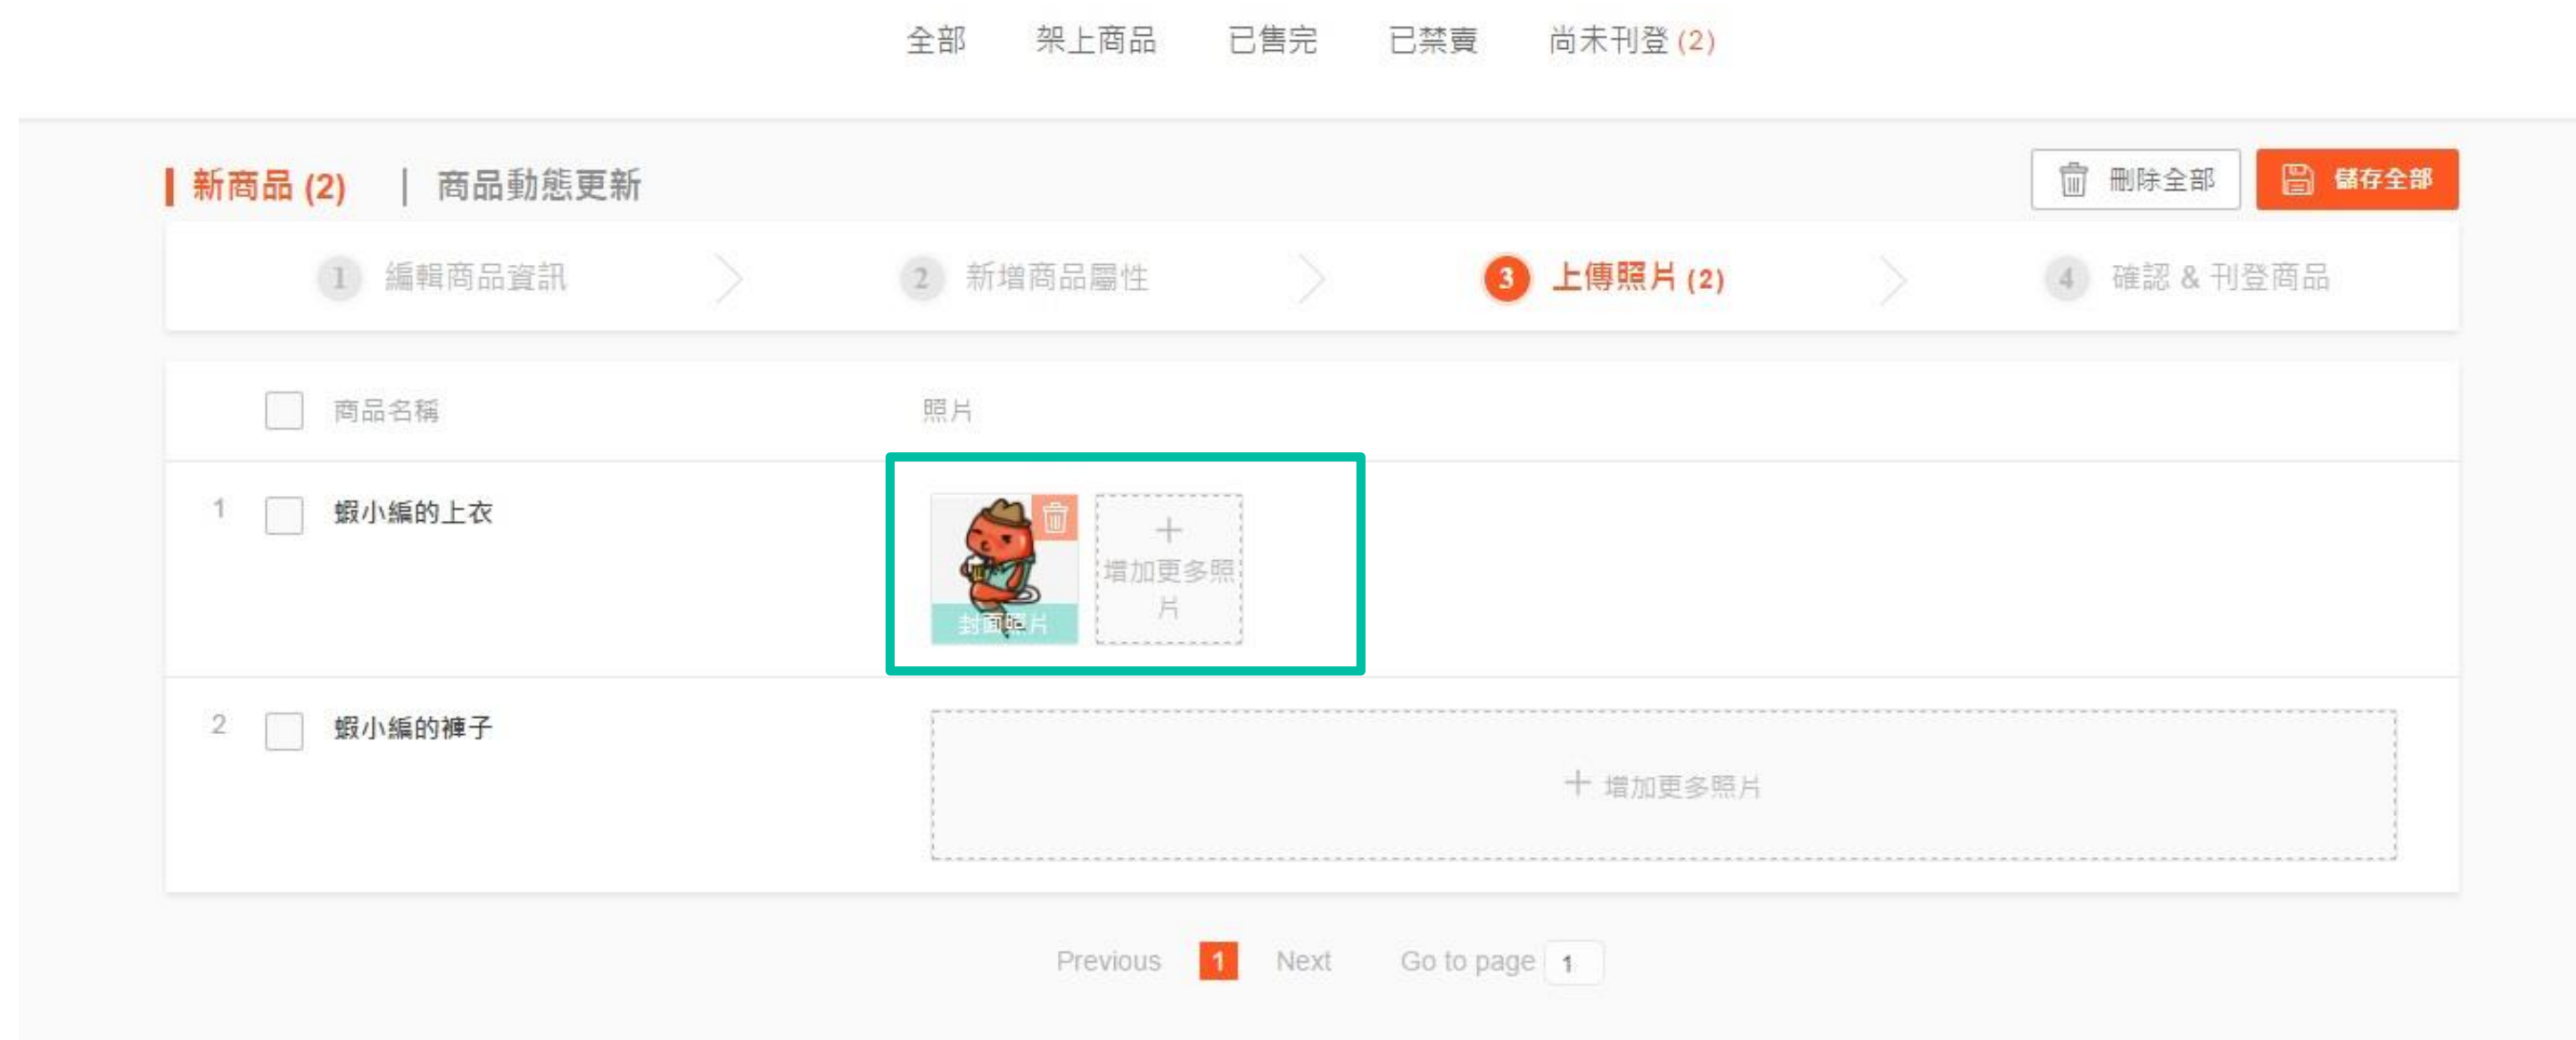 全部 架上商品 已售完 已禁賣 尚未刊登 (2)
新商品 (2) | 商品動態更新 刪除全部 儲存全部
1 編輯商品資訊 2 新增商品屬性 3 上傳照片 (2) 4 確認 & 刊登商品
商品名稱 照片
1 蝦小編的上衣
封面照片
+
增加更多照
片
2 蝦小編的褲子
+ 增加更多照片
Previous 1 Next Go to page 1